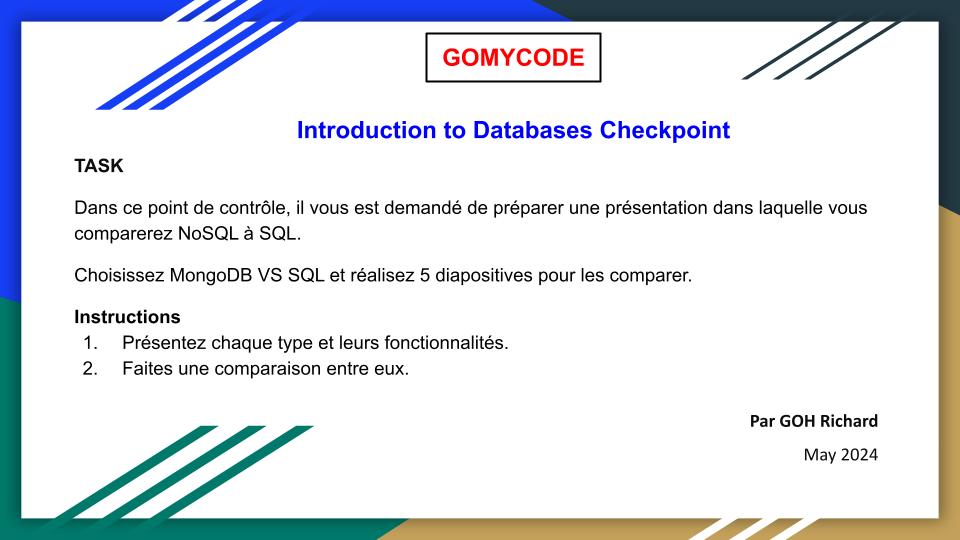 GOMYCODE
Introduction to Databases Checkpoint
TASK
Dans ce point de contrôle, il vous est demandé de préparer une présentation dans laquelle vous
comparerez NoSQL à SQL.
Choisissez MongoDB VS SQL et réalisez 5 diapositives pour les comparer.
Instructions
1. Présentez chaque type et leurs fonctionnalités.
2. Faites une comparaison entre eux.
Par GOH Richard
May 2024